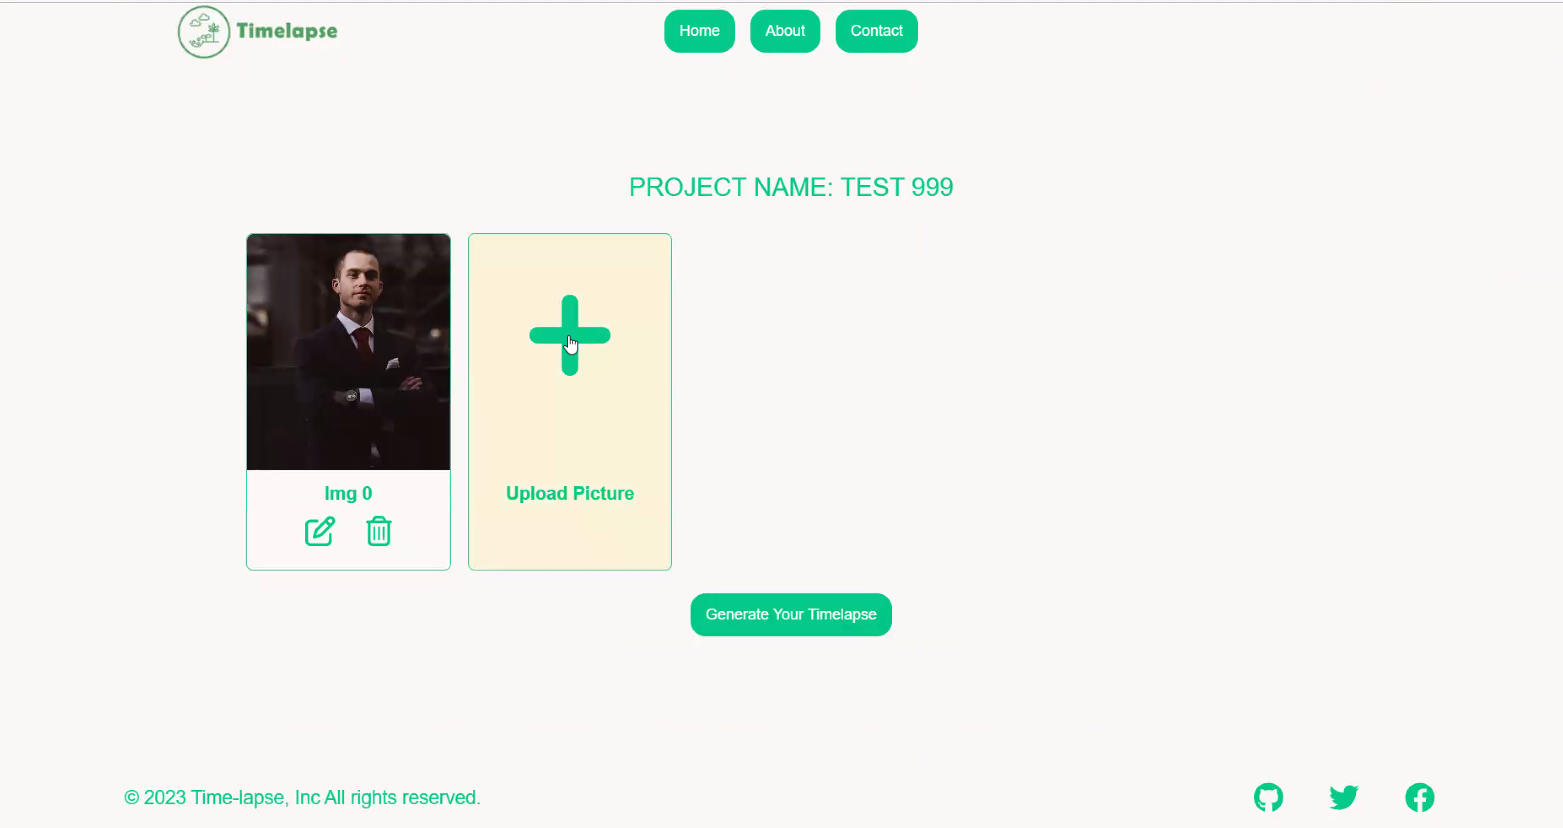 Timelapse
Home
About
Contact
PROJECT NAME: TEST 999
Img 0
Upload Picture
Generate Your Timelapse
© 2023 Time-lapse, Inc All rights reserved.